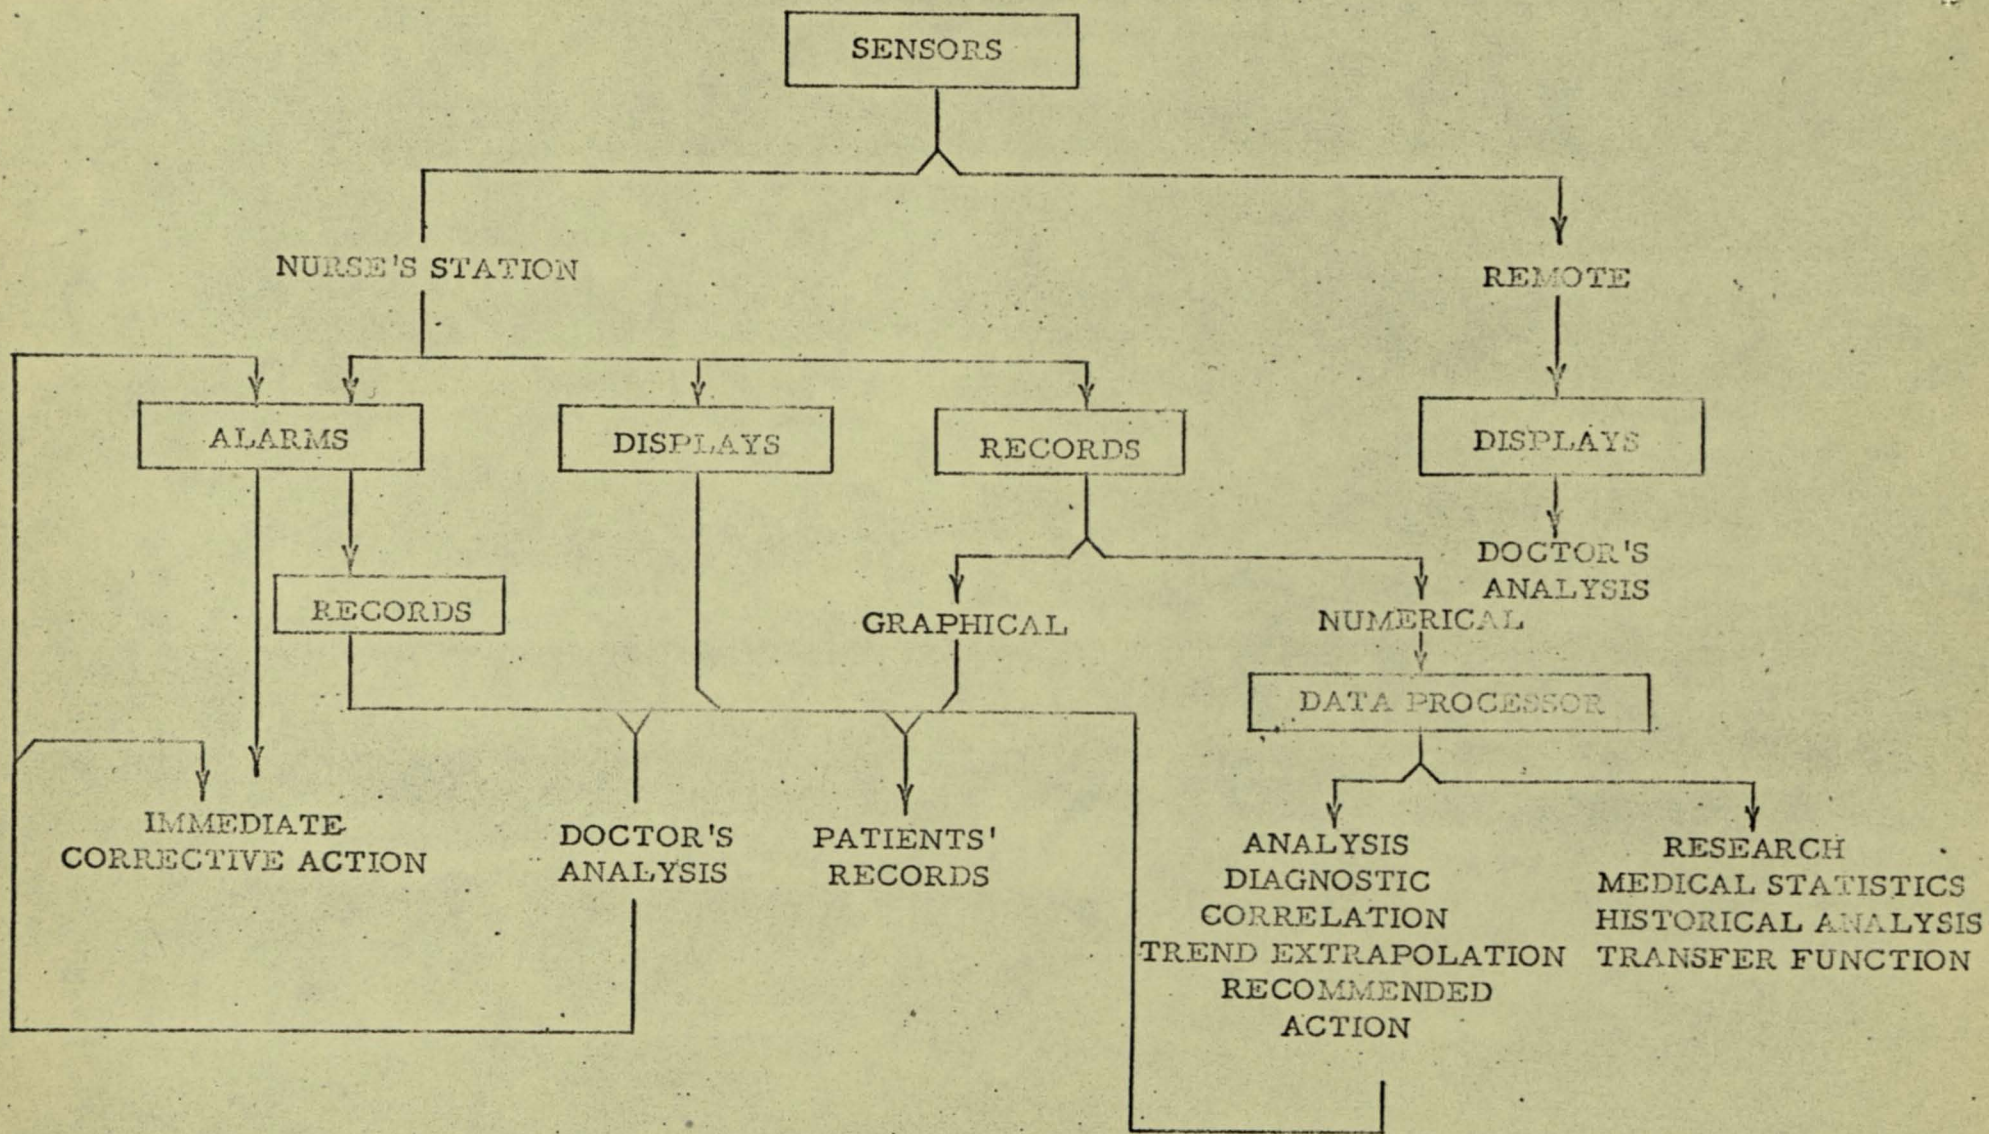 SENSORS
NURSE'S STATION
REMOTE
ALARMS
DISPLAYS
RECORDS
DISPLAYS
DOCTOR'S
ANALYSIS
RECORDS
GRAPHICAL
NUMERICAL
DATA PROCESSOR
IMMEDIATE
CORRECTIVE ACTION
DOCTOR'S
ANALYSIS
PATIENTS'
RECORDS
ANALYSIS
DIAGNOSTIC
CORRELATION
TREND EXTRAPOLATION
RECOMMENDED
ACTION
RESEARCH
MEDICAL STATISTICS
HISTORICAL ANALYSIS
TRANSFER FUNCTION